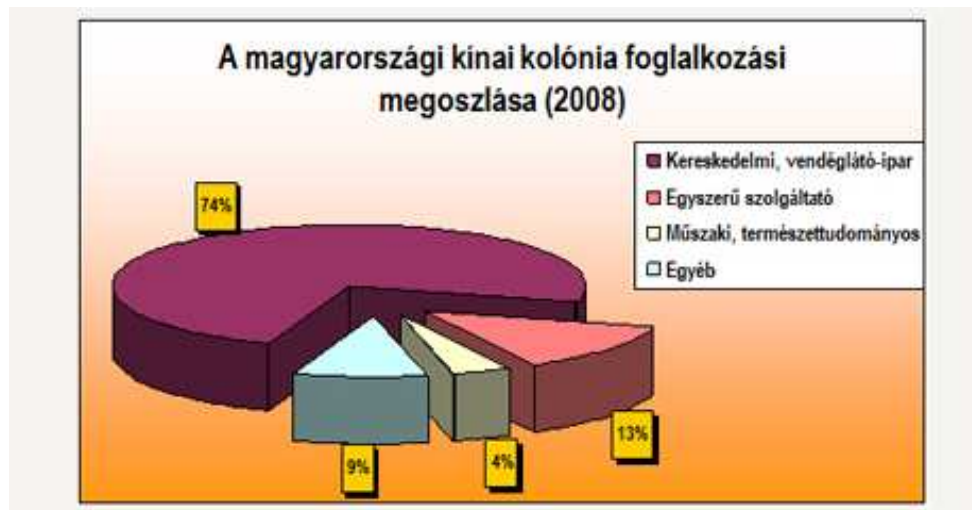 A magyarországi kínai kolónia foglalkozási
megoszlása (2008)
Kereskedelmi, vendéglátó-ipar
Egyszerű szolgáltató
Műszaki, természettudományos
Egyéb
74%
13%
4%
9%